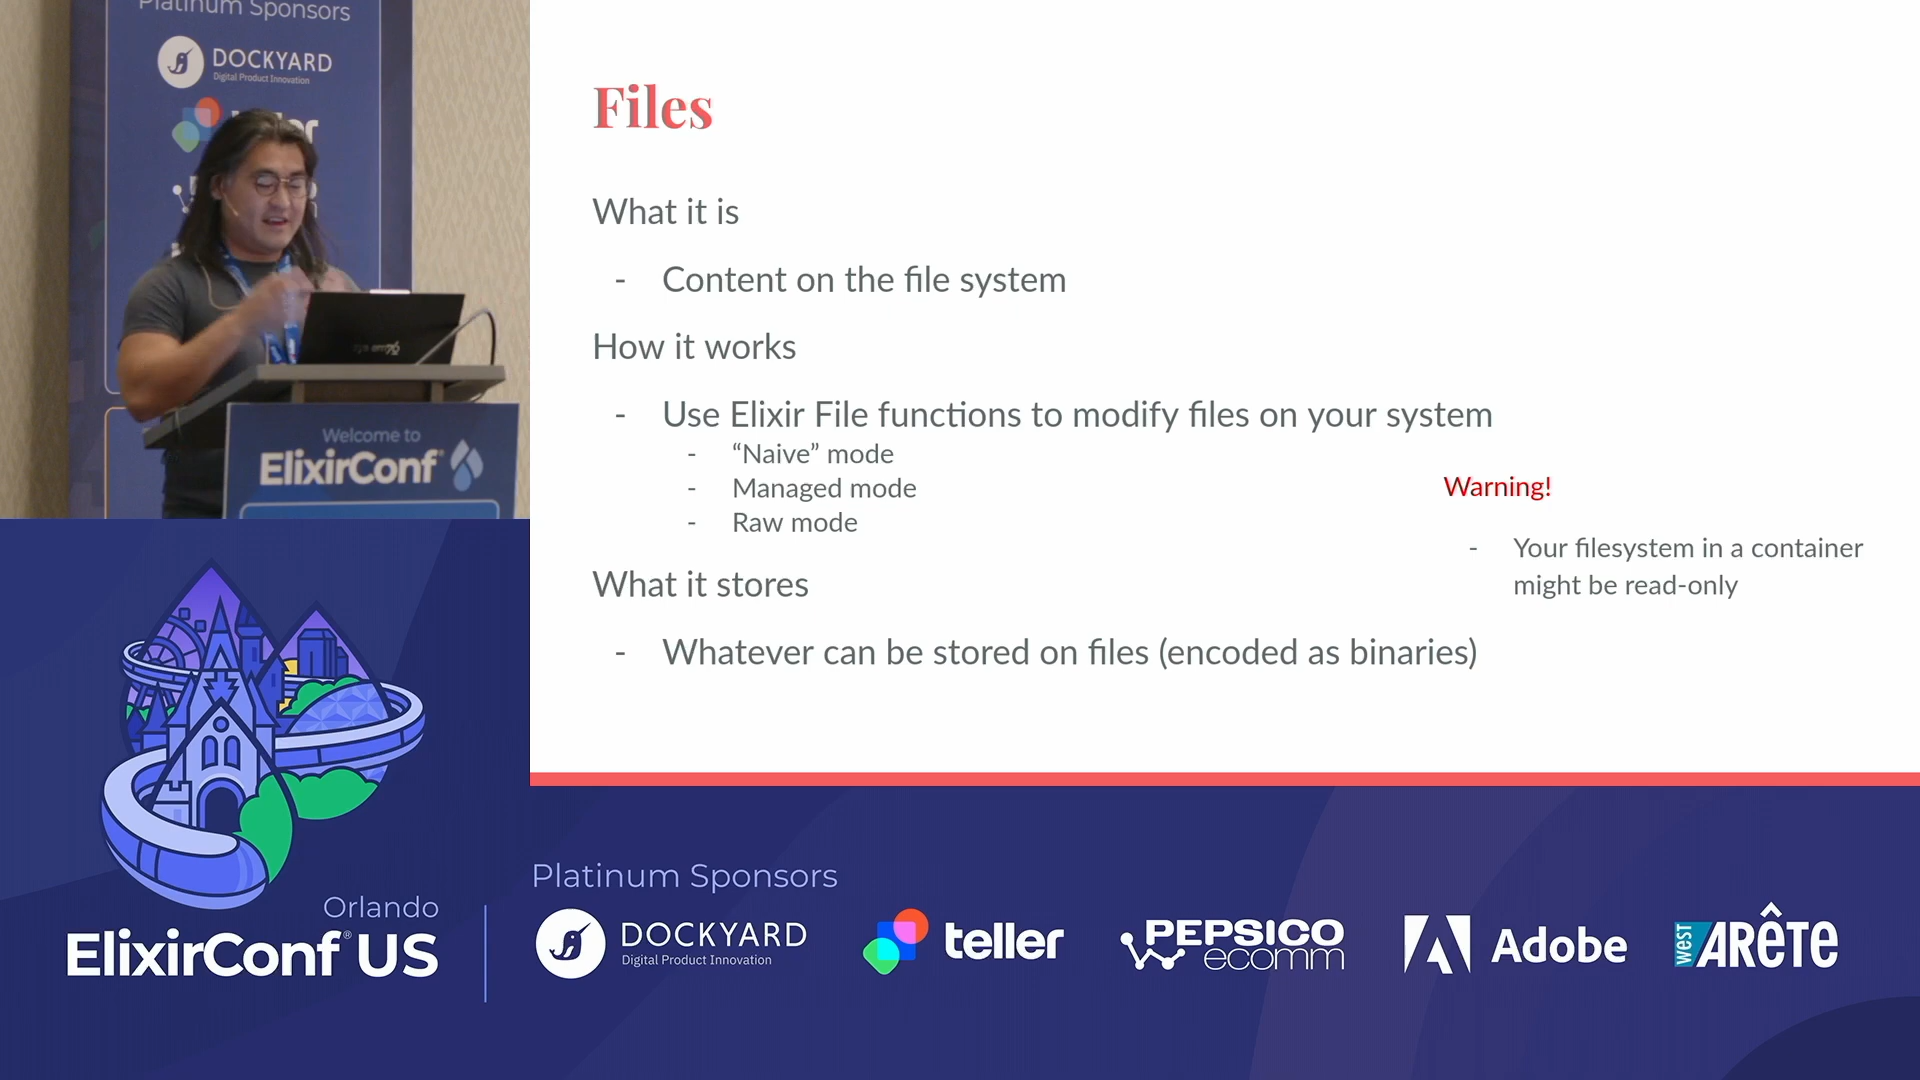 Platinum Sponsors
DOCKYARD
Digital Product Innovation
Welcome to
ElixirConf
Files
What it is
- Content on the file system
How it works
- Use Elixir File functions to modify files on your system
- “Naive” mode
- Managed mode
- Raw mode
Warning!
- Your filesystem in a container
might be read-only
What it stores
- Whatever can be stored on files (encoded as binaries)
Orlando
ElixirConf® US
Platinum Sponsors
DOCKYARD
Digital Product Innovation
teller
PEPSICO
ecomm
Adobe
west ARêTE